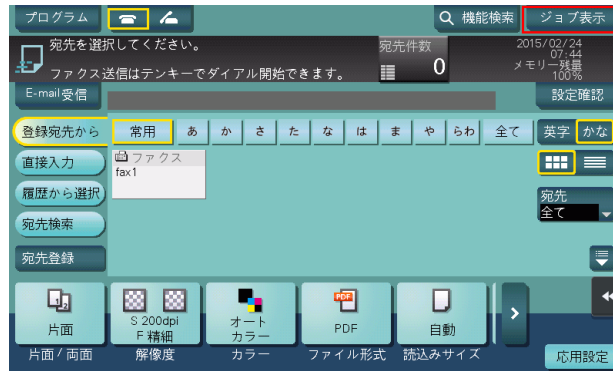 プログラム
機能検索
ジョブ表示
宛先を選択してください。
ファクス送信はテンキーでダイアル開始できます。
宛先件数
0
2015/02/24
07:44
メモリー残量
100%
E-mail受信
設定確認
登録宛先から
常用
あ
か
さ
た
な
は
ま
や
らわ
全て
英字
かな
直接入力
ファクス
fax1
履歴から選択
宛先
全て
宛先検索
宛先登録
片面
S 200dpi
F 精細
オート
カラー
PDF
PDF
自動
片面/両面
解像度
カラー
ファイル形式
読込みサイズ
応用設定